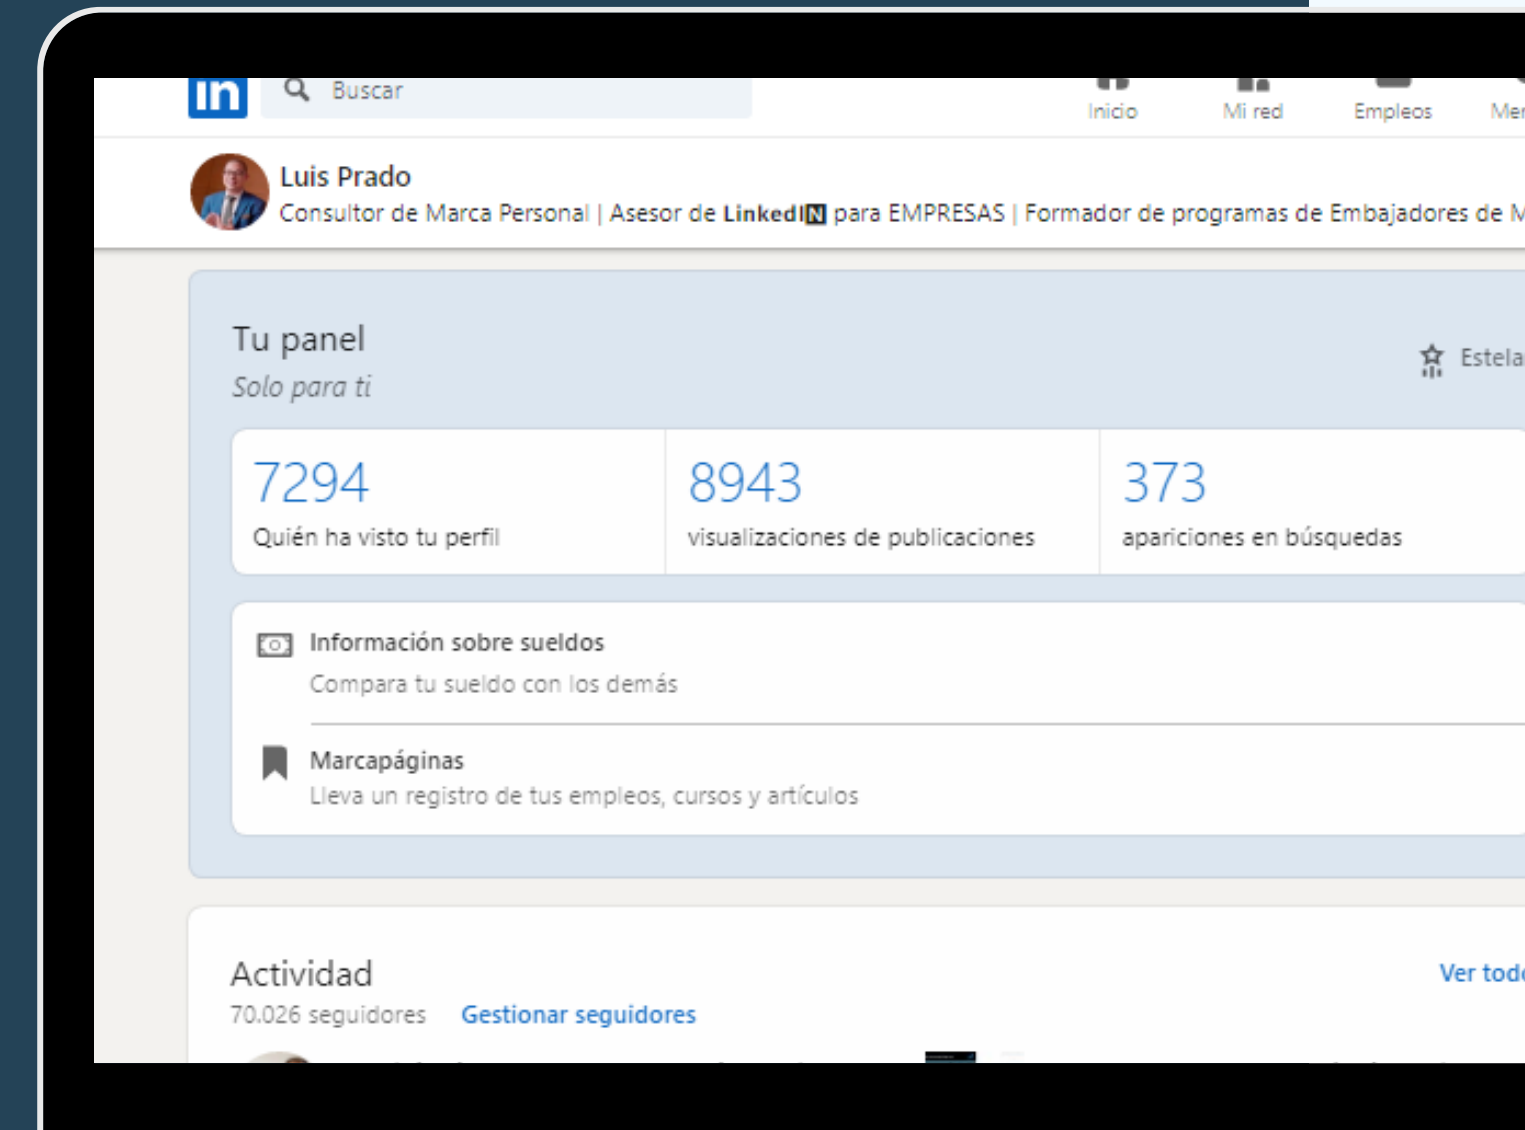 in
Buscar
Inicio
Mi red
Empleos
Luis Prado
Consultor de Marca Personal | Asesor de LinkedIN para EMPRESAS | Formador de programas de Embajadores de M
Tu panel
Estela
Solo para ti
7294
8943
373
Quién ha visto tu perfil
visualizaciones de publicaciones
apariciones en búsquedas
Información sobre sueldos
Compara tu sueldo con los demás
Marcapáginas
Lleva un registro de tus empleos, cursos y artículos
Actividad
Ver todo
70.026 seguidores
Gestionar seguidores